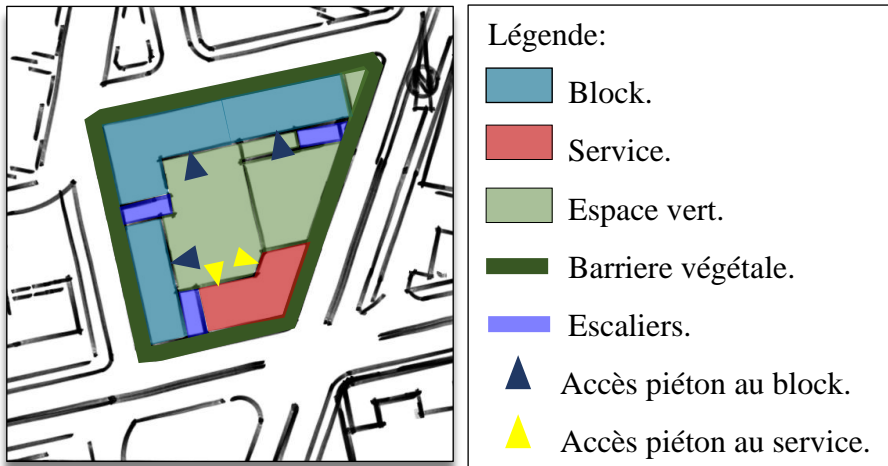 Légende:
Block.
Service.
Espace vert.
Barriere végétale.
Escaliers.
Accès piéton au block.
Accès piéton au service.